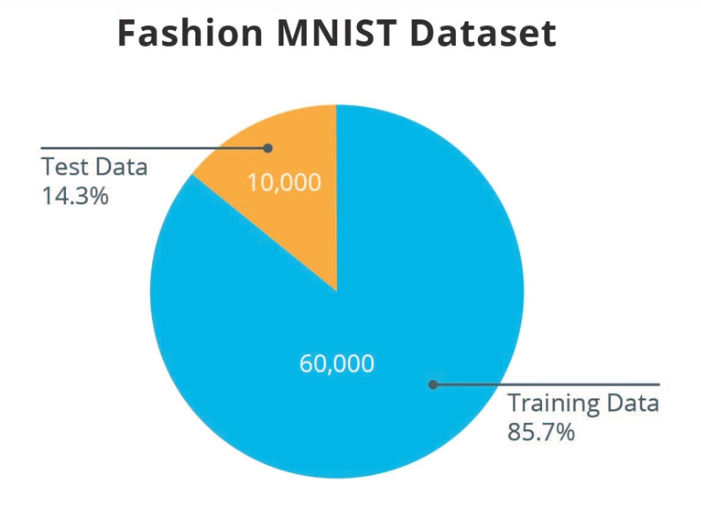 Fashion MNIST Dataset
Test Data
14.3%
10,000
60,000
Training Data
85.7%